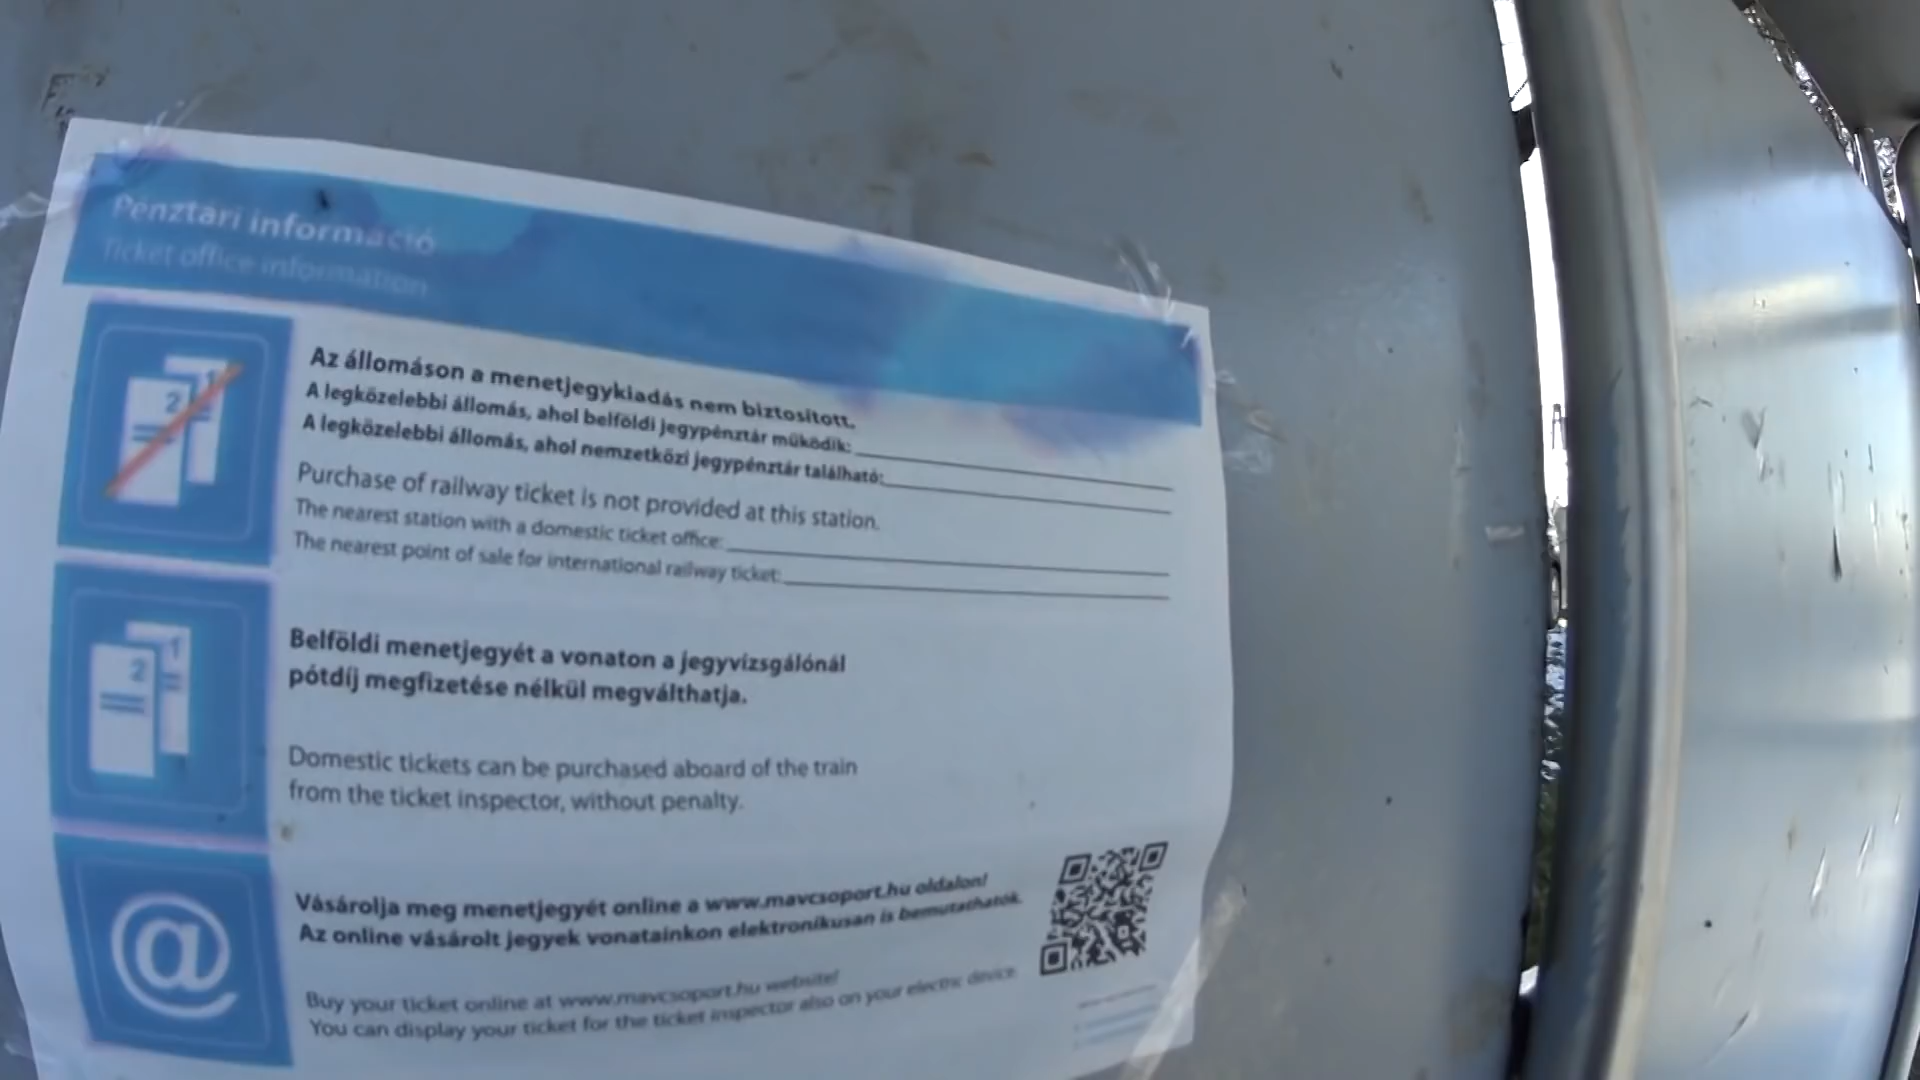 Pénztári információ
Ticket office information
Az állomáson a menetjegykiadás nem biztosított.
A legközelebbi állomás, ahol belföldi jegypénztár működik:
A legközelebbi állomás, ahol nemzetközi jegypénztár található:
Purchase of railway ticket is not provided at this station.
The nearest station with a domestic ticket office:
The nearest point of sale for international railway ticket:
Belföldi menetjegyét a vonaton a jegyvizsgálónál
pótdíj megfizetése nélkül megválthatja.
Domestic tickets can be purchased aboard of the train
from the ticket inspector, without penalty.
Vásárolja meg menetjegyét online a www.mavcsoport.hu oldalon!
Az online vásárolt jegyek vonatainkon elektronikusan is bemutathatók.
Buy your ticket online at www.mavcsoport.hu website!
You can display your ticket for the ticket inspector also on your electric device.